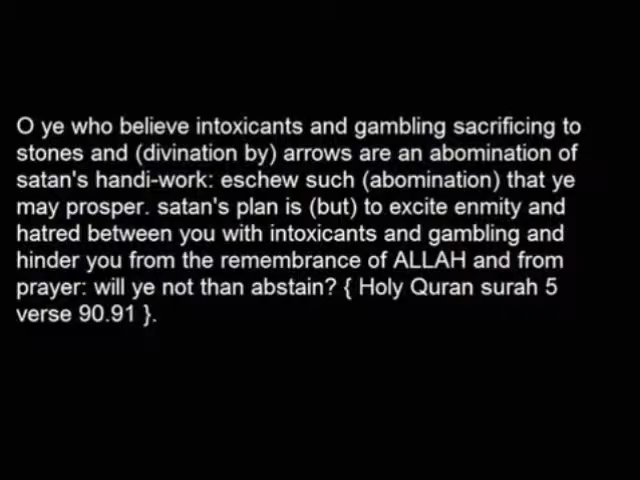 O ye who believe intoxicants and gambling sacrificing to
stones and (divination by) arrows are an abomination of
satan's handi-work: eschew such (abomination) that ye
may prosper. satan's plan is (but) to excite enmity and
hatred between you with intoxicants and gambling and
hinder you from the remembrance of ALLAH and from
prayer: will ye not than abstain? { Holy Quran surah 5
verse 90.91 }.